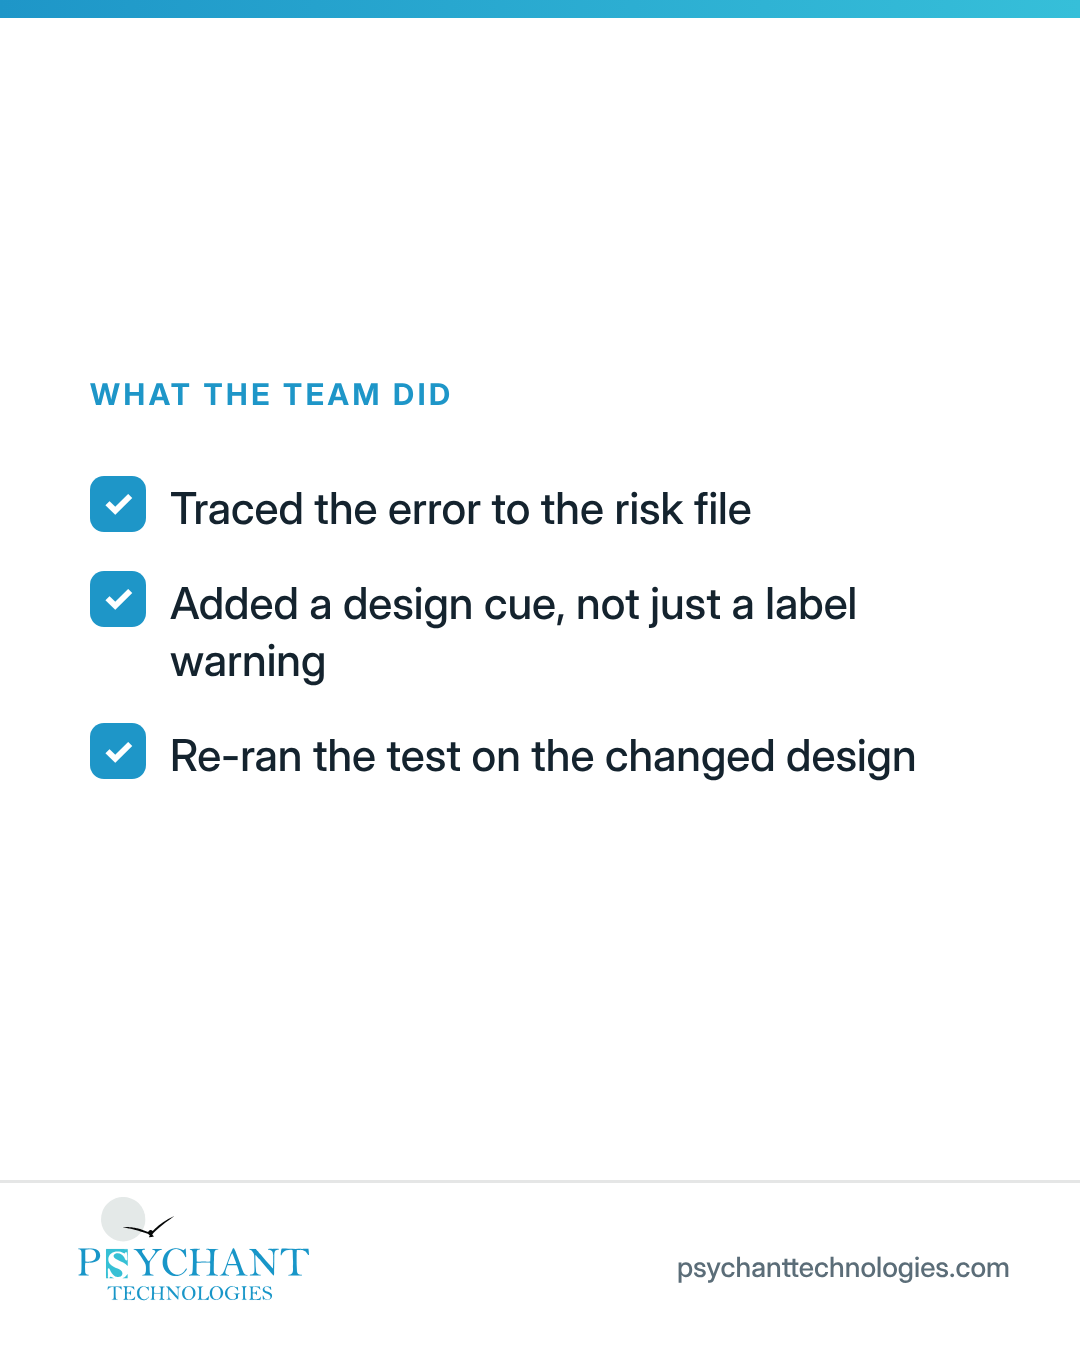 WHAT THE TEAM DID
Traced the error to the risk file
Added a design cue, not just a label
warning
Re-ran the test on the changed design
PSYCHANT
TECHNOLOGIES
psychanttechnologies.com